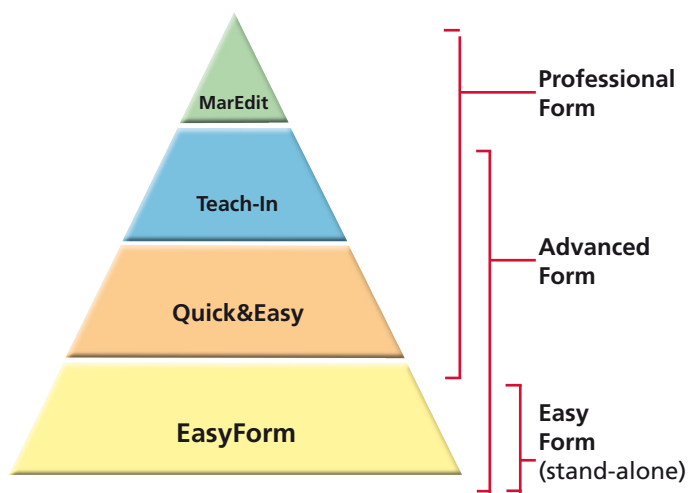 MarEdit
Teach-In
Quick&Easy
EasyForm
Professional
Form
Advanced
Form
Easy
Form
(stand-alone)